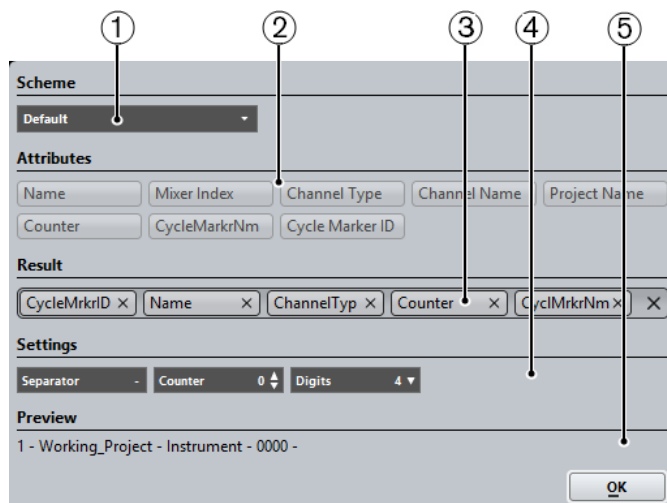 1 2 3 4 5
Scheme
Default
Attributes
Name Mixer Index Channel Type Channel Name Project Name
Counter CycleMarkrNm Cycle Marker ID
Result
CycleMrkrID × Name × ChannelTyp × Counter × CyclMrkrNm × ×
Settings
Separator - Counter 0 Digits 4
Preview
1 - Working_Project - Instrument - 0000 -
OK